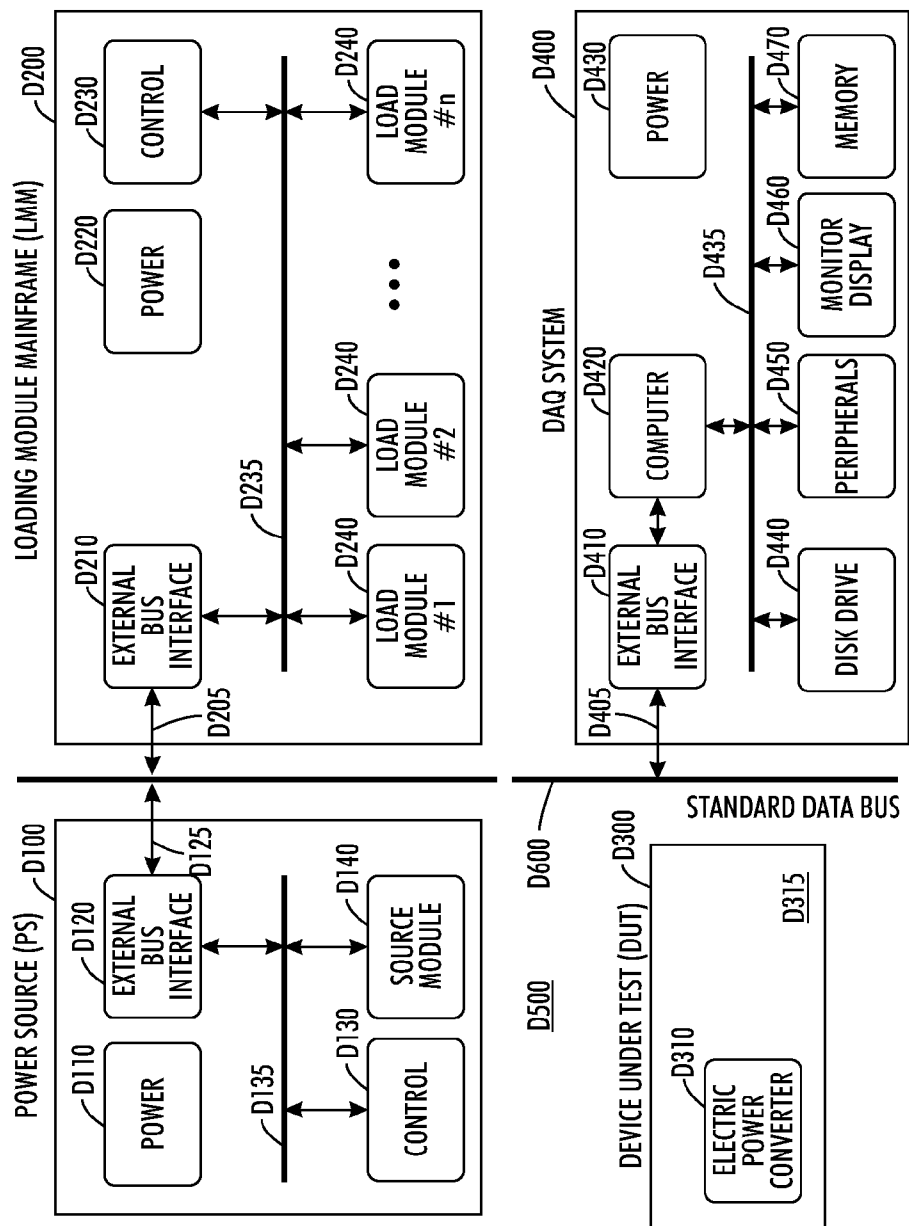 POWER SOURCE (PS)
D100
D110
POWER
D120
EXTERNAL
BUS
INTERFACE
D125
D135
D130
CONTROL
D140
SOURCE
MODULE
LOADING MODULE MAINFRAME (LMM)
D200
D205
D210
EXTERNAL
BUS
INTERFACE
D220
POWER
D230
CONTROL
D235
D240
LOAD
MODULE
#1
D240
LOAD
MODULE
#2
•••
D240
LOAD
MODULE
#n
D500
D600
STANDARD DATA BUS
DEVICE UNDER TEST (DUT)
D300
D310
ELECTRIC
POWER
CONVERTER
D315
DAQ SYSTEM
D400
D405
D410
EXTERNAL
BUS
INTERFACE
D420
COMPUTER
D430
POWER
D435
D440
DISK DRIVE
D450
PERIPHERALS
D460
MONITOR
DISPLAY
D470
MEMORY